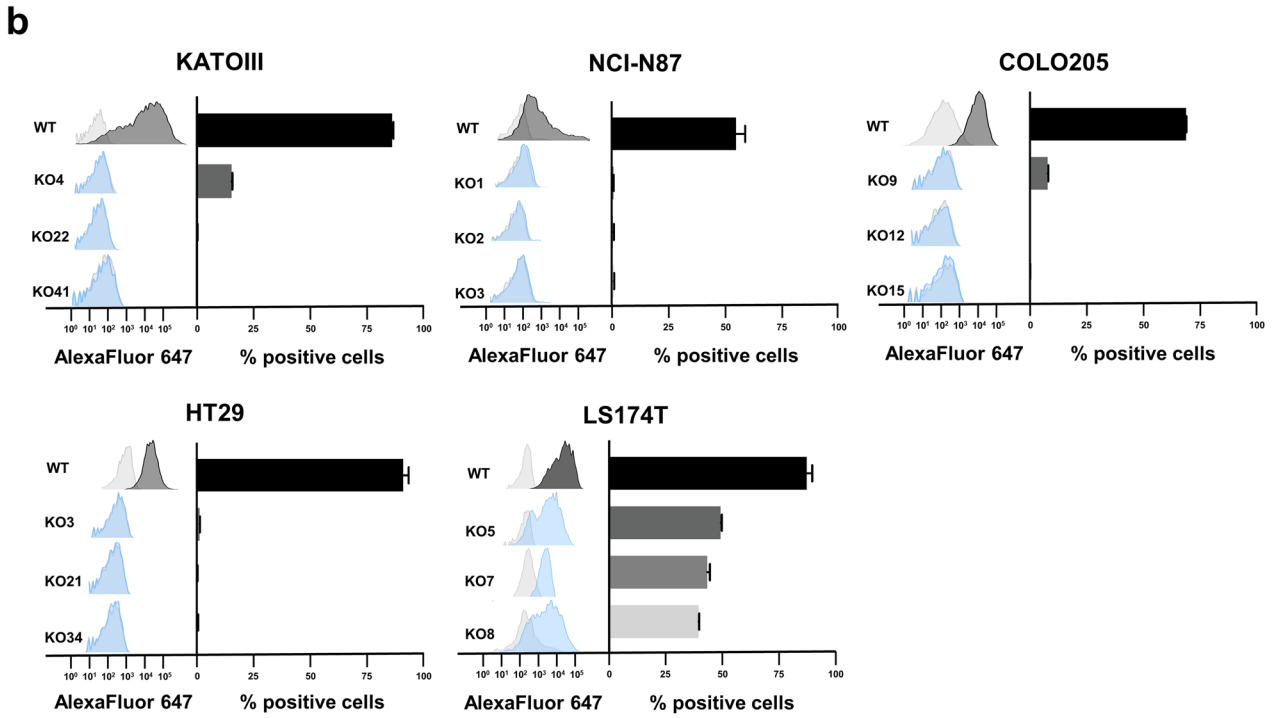 b
KATOIII
WT
KO4
KO22
KO41
10⁰ 10¹ 10² 10³ 10⁴ 10⁵
0 25 50 75 100
AlexaFluor 647 % positive cells
NCI-N87
WT
KO1
KO2
KO3
10⁰ 10¹ 10² 10³ 10⁴ 10⁵
0 25 50 75 100
AlexaFluor 647 % positive cells
COLO205
WT
KO9
KO12
KO15
10⁰ 10¹ 10² 10³ 10⁴ 10⁵
0 25 50 75 100
AlexaFluor 647 % positive cells
HT29
WT
KO3
KO21
KO34
10⁰ 10¹ 10² 10³ 10⁴ 10⁵
0 25 50 75 100
AlexaFluor 647 % positive cells
LS174T
WT
KO5
KO7
KO8
10⁰ 10¹ 10² 10³ 10⁴ 10⁵
0 25 50 75 100
AlexaFluor 647 % positive cells